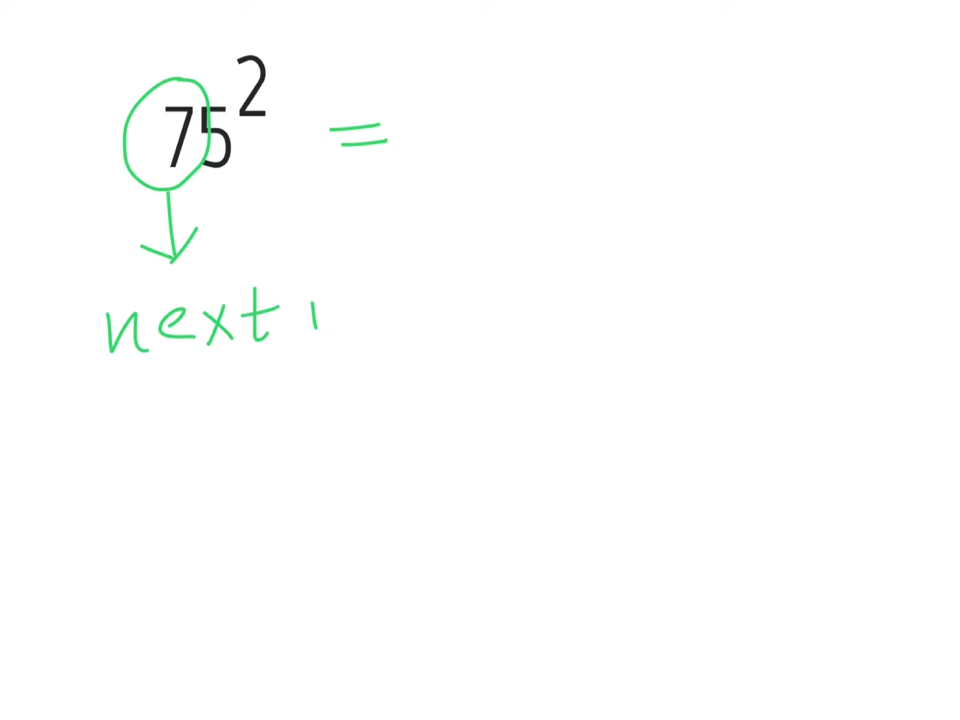 75² =
next